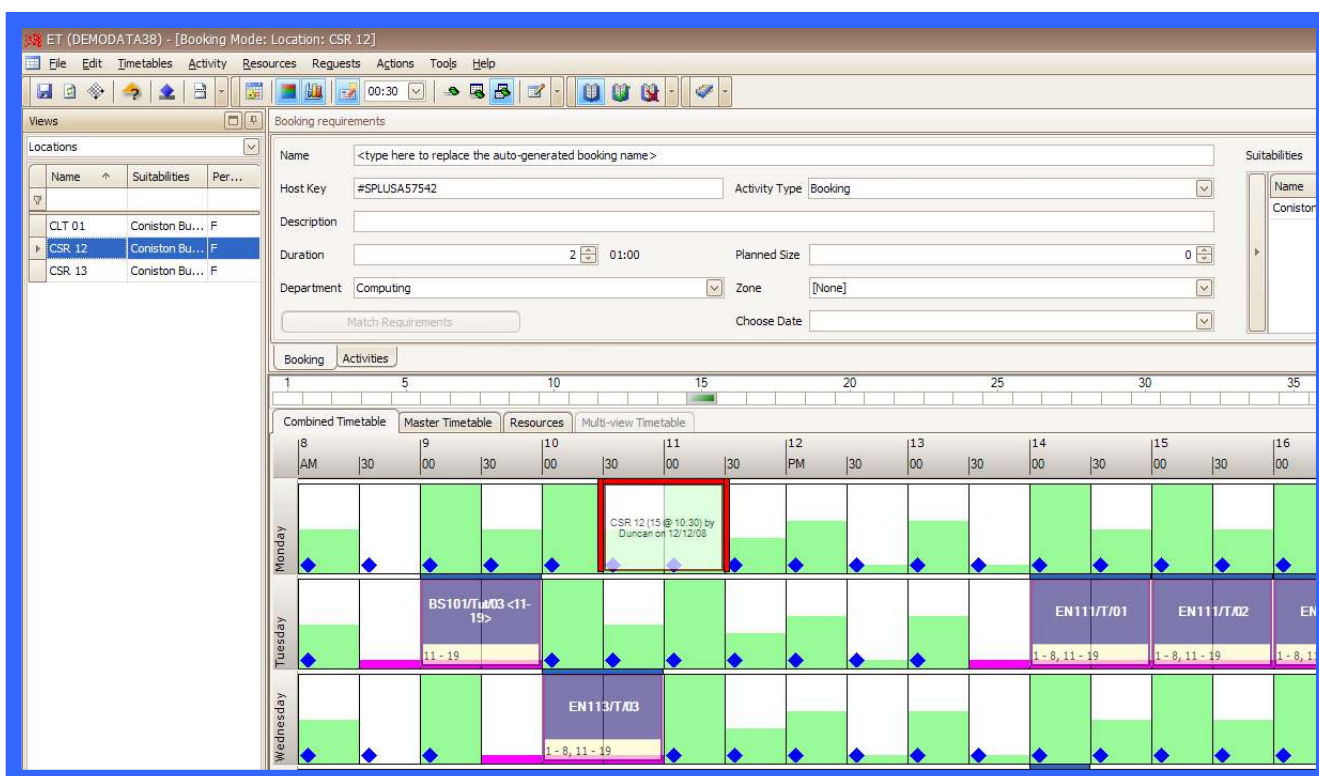 ET (DEMODATA38) - [Booking Mode: Location: CSR 12]
File Edit Timetables Activity Resources Requests Actions Tools Help
00:30
Views
Booking requirements
Locations
Name Suitabilities Per...
CLT 01 Coniston Bu... F
CSR 12 Coniston Bu... F
CSR 13 Coniston Bu... F
Name <type here to replace the auto-generated booking name>
Host Key #SPLUSA57542 Activity Type Booking
Description
Duration 2 01:00 Planned Size 0
Department Computing Zone [None]
Match Requirements Choose Date
Suitabilities
Name
Coniston
Booking Activities
1 5 10 15 20 25 30 35
Combined Timetable Master Timetable Resources Multi-view Timetable
8 9 10 11 12 13 14 15 16
AM 30 00 30 00 30 00 30 PM 30 00 30 00 30 00 30 00
Monday
CSR 12 (15 @ 10:30) by
Duncan on 12/12/08
Tuesday
BS101/Tut/03 <11-
19>
11 - 19
EN111/T/01
1 - 8, 11 - 19
EN111/T/02
1 - 8, 11 - 19
EN
1 - 8, 11
Wednesday
EN113/T/03
1 - 8, 11 - 19